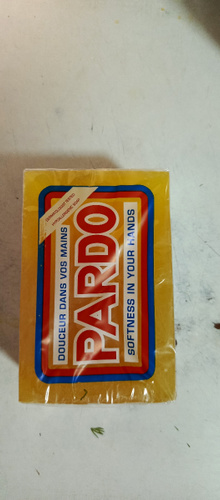 DOUCEUR DANS VOS MAINS
PARDO
SOFTNESS IN YOUR HANDS